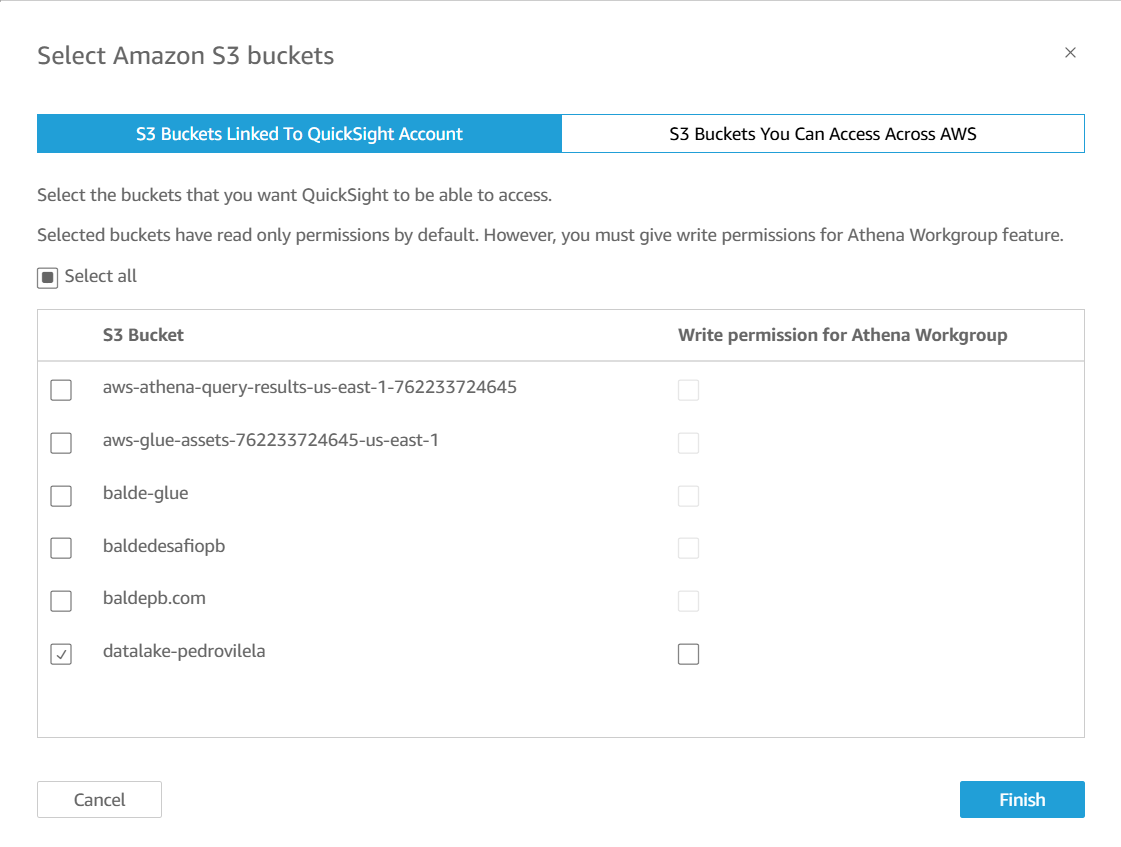 Select Amazon S3 buckets
S3 Buckets Linked To QuickSight Account
S3 Buckets You Can Access Across AWS
Select the buckets that you want QuickSight to be able to access.
Selected buckets have read only permissions by default. However, you must give write permissions for Athena Workgroup feature.
Select all
S3 Bucket
Write permission for Athena Workgroup
aws-athena-query-results-us-east-1-762233724645
aws-glue-assets-762233724645-us-east-1
balde-glue
baldedesafiopb
baldepb.com
datalake-pedrovilela
Cancel
Finish